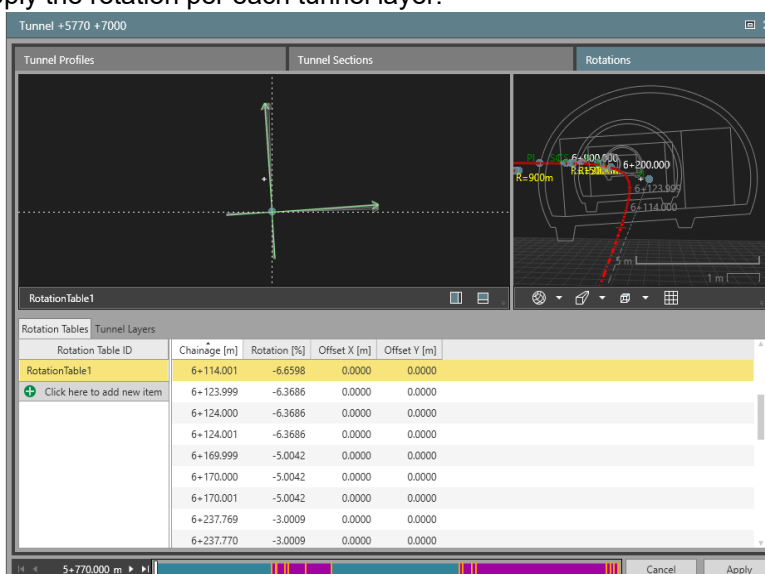 ply the rotation per each tunnel layer.
Tunnel +5770 +7000
Tunnel Profiles Tunnel Sections Rotations
6+200.000
R=900m
6+123.999
6+114.000
5 m
1 m
RotationTable1
Rotation Tables Tunnel Layers
Rotation Table ID Chainage [m] Rotation [%] Offset X [m] Offset Y [m]
RotationTable1 6+114.001 -6.6598 0.0000 0.0000
Click here to add new item 6+123.999 -6.3686 0.0000 0.0000
6+124.000 -6.3686 0.0000 0.0000
6+124.001 -6.3686 0.0000 0.0000
6+169.999 -5.0042 0.0000 0.0000
6+170.000 -5.0042 0.0000 0.0000
6+170.001 -5.0042 0.0000 0.0000
6+237.769 -3.0009 0.0000 0.0000
6+237.770 -3.0009 0.0000 0.0000
5+770.000 m Cancel Apply